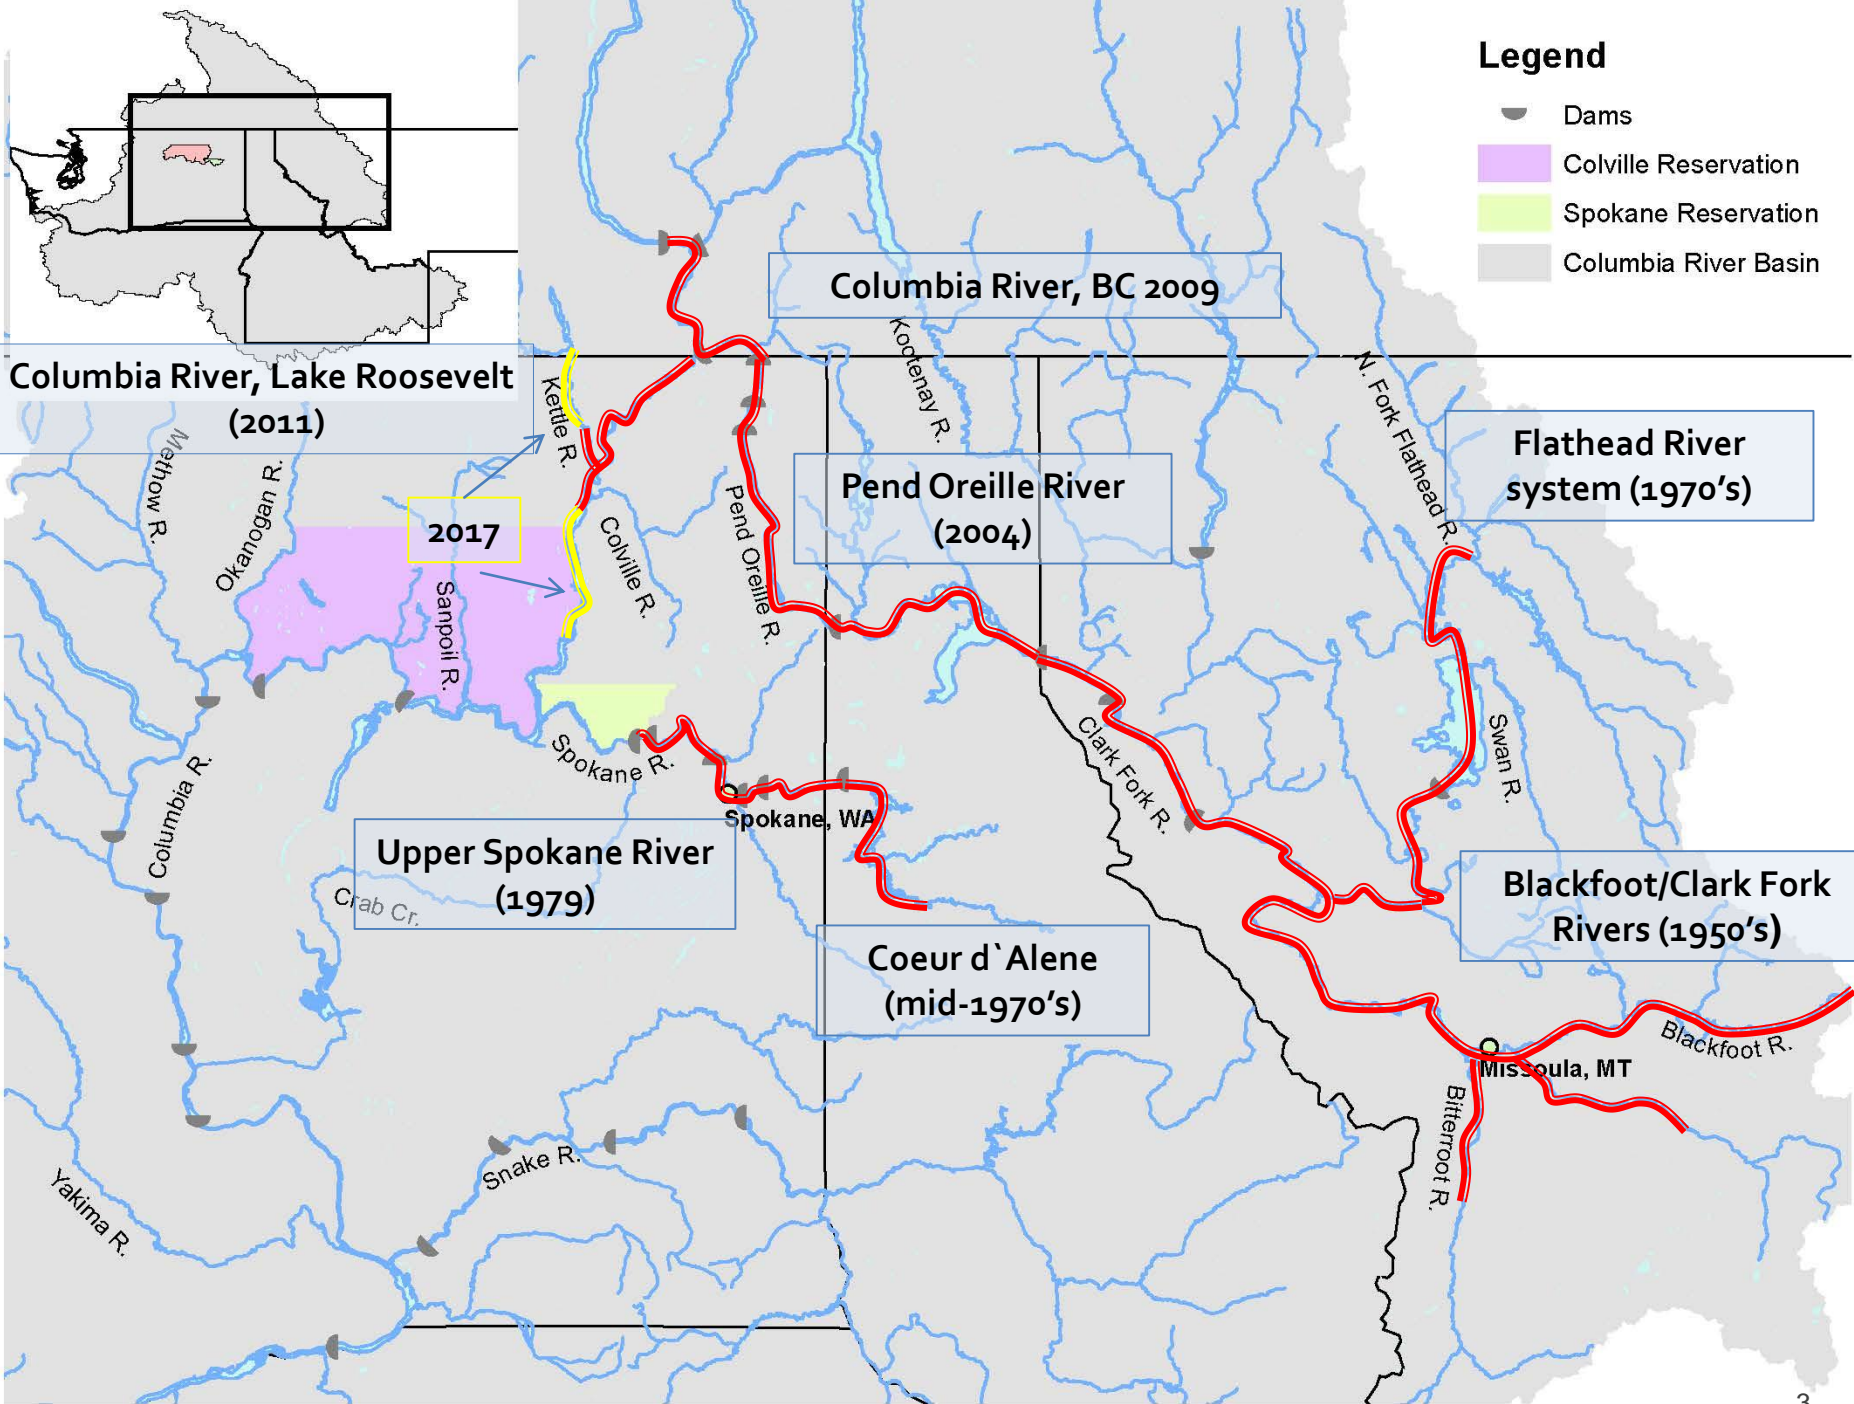 Legend
Dams
Colville Reservation
Spokane Reservation
Columbia River Basin
Columbia River, BC 2009
Columbia River, Lake Roosevelt
(2011)
Kettle R.
Kootenay R.
N. Fork Flathead R.
Flathead River
system (1970’s)
Methow R.
Okanogan R.
2017
Sanpoil R.
Colville R.
Pend Oreille R.
Pend Oreille River
(2004)
Swan R.
Clark Fork R.
Spokane R.
Spokane, WA
Columbia R.
Upper Spokane River
(1979)
Crab Cr.
Blackfoot/Clark Fork
Rivers (1950’s)
Coeur d`Alene
(mid-1970’s)
Blackfoot R.
Missoula, MT
Bitterroot R.
Snake R.
Yakima R.
3